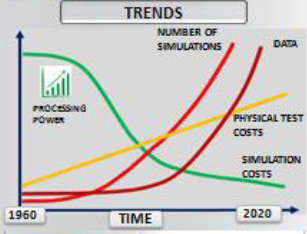 TRENDS
NUMBER OF
SIMULATIONS
DATA
PROCESSING
POWER
PHYSICAL TEST
COSTS
SIMULATION
COSTS
1960
TIME
2020